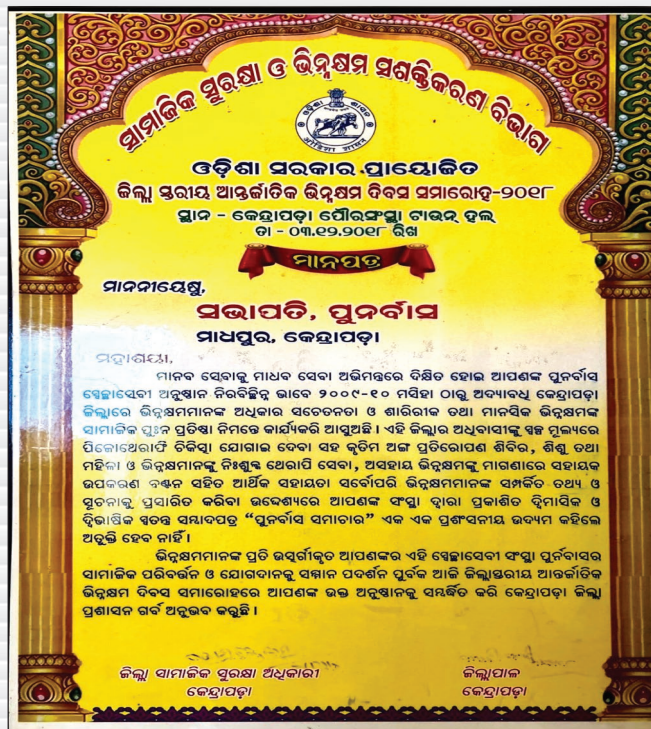 ସାମାଜିକ ସୁରକ୍ଷା ଓ ଭିନ୍ନକ୍ଷମ ସଶକ୍ତିକରଣ ବିଭାଗ
ଓଡ଼ିଶା ଶାସନ
ଓଡ଼ିଶା ସରକାର ପ୍ରାୟୋଜିତ
ଜିଲ୍ଲା ସ୍ତରୀୟ ଆନ୍ତର୍ଜାତିକ ଭିନ୍ନକ୍ଷମ ଦିବସ ସମାରୋହ-୨୦୧୮
ସ୍ଥାନ - କେନ୍ଦ୍ରାପଡ଼ା ପୌରସଂସ୍ଥା ଟାଉନ୍ ହଲ୍
ତା - ୦୩.୧୨.୨୦୧୮ ରିଖ
ମାନପତ୍ର
ମାନନୀୟେଷୁ,
ସଭାପତି, ପୁନର୍ବାସ
ମାଧପୁର, କେନ୍ଦ୍ରାପଡ଼ା
ମହାଶୟା,
ମାନବ ସେବାକୁ ମାଧବ ସେବା ଅଭିମନ୍ତ୍ରରେ ଦିକ୍ଷିତ ହୋଇ ଆପଣଙ୍କ ପୁନର୍ବାସ
ସ୍ୱେଚ୍ଛାସେବୀ ଅନୁଷ୍ଠାନ ନିରବିଚ୍ଛିନ୍ନ ଭାବେ ୨୦୦୯-୧୦ ମସିହା ଠାରୁ ଅଦ୍ୟାବଧି କେନ୍ଦ୍ରାପଡ଼ା
ଜିଲ୍ଲାରେ ଭିନ୍ନକ୍ଷମମାନଙ୍କ ଅଧିକାର ସଚେତନତା ଓ ଶାରିରୀକ ତଥା ମାନସିକ ଭିନ୍ନକ୍ଷମଙ୍କ
ସାମାଜିକ ପୁଃନ ପ୍ରତିଷ୍ଠା ନିମନ୍ତେ କାର୍ଯ୍ୟକରି ଆସୁଅଛି । ଏହି ଜିଲ୍ଲାର ଅଧିବାସୀଙ୍କୁ ସ୍ୱଳ୍ପ ମୂଲ୍ୟରେ
ପିଜୋଥେରାଫି ଚିକିତ୍ସା ଯୋଗାଇ ଦେବା ସହ କୃତିମ ଅଙ୍ଗ ପ୍ରତିରୋପଣ ଶିବିର, ଶିଶୁ ତଥା
ମହିଳା ଓ ଭିନ୍ନକ୍ଷମମାନଙ୍କୁ ନିଃଶୁଳ୍କ ଥେରାପି ସେବା, ଅସହାୟ ଭିନ୍ନକ୍ଷମଙ୍କୁ ମାଗଣାରେ ସହାୟକ
ଉପକରଣ ବଣ୍ଟନ ସହିତ ଆର୍ଥିକ ସହାୟତା ସର୍ବୋପରି ଭିନ୍ନକ୍ଷମମାନଙ୍କ ସମ୍ପର୍କିତ ତଥ୍ୟ ଓ
ସୂଚନାକୁ ପ୍ରସାରିତ କରିବା ଉଦ୍ଦେଶ୍ୟରେ ଆପଣଙ୍କ ସଂସ୍ଥା ଦ୍ୱାରା ପ୍ରକାଶିତ ଦ୍ୱିମାସିକ ଓ
ଦ୍ୱିଭାଷିକ ସ୍ୱତନ୍ତ୍ର ସମ୍ବାଦପତ୍ର “ପୁନର୍ବାସ ସମାଚାର” ଏକ ଏକ ପ୍ରଶଂସନୀୟ ଉଦ୍ୟମ କହିଲେ
ଅତୁକ୍ତି ହେବ ନାହିଁ ।
ଭିନ୍ନକ୍ଷମମାନଙ୍କ ପ୍ରତି ଉତ୍ସର୍ଗୀକୃତ ଆପଣଙ୍କର ଏହି ସ୍ୱେଚ୍ଛାସେବୀ ସଂସ୍ଥା ପୁନର୍ବାସର
ସାମାଜିକ ପରିବର୍ତ୍ତନ ଓ ଯୋଗଦାନକୁ ସମ୍ମାନ ପଦର୍ଶନ ପୂର୍ବକ ଆଜି ଜିଲ୍ଲାସ୍ତରୀୟ ଆନ୍ତର୍ଜାତିକ
ଭିନ୍ନକ୍ଷମ ଦିବସ ସମାରୋହରେ ଆପଣଙ୍କ ଉକ୍ତ ଅନୁଷ୍ଠାନକୁ ସମ୍ବର୍ଦ୍ଧିତ କରି କେନ୍ଦ୍ରାପଡ଼ା ଜିଲ୍ଲା
ପ୍ରଶାସନ ଗର୍ବ ଅନୁଭବ କରୁଛି ।
ଜିଲ୍ଲା ସାମାଜିକ ସୁରକ୍ଷା ଅଧିକାରୀ
କେନ୍ଦ୍ରାପଡ଼ା
ଜିଲ୍ଲାପାଳ
କେନ୍ଦ୍ରାପଡ଼ା